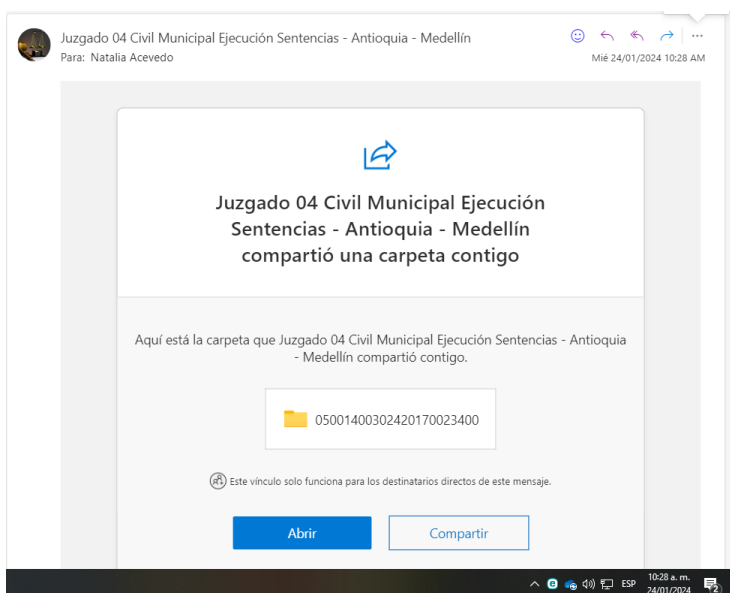 Juzgado 04 Civil Municipal Ejecución Sentencias - Antioquia - Medellín
Para: Natalia Acevedo
Mié 24/01/2024 10:28 AM
Juzgado 04 Civil Municipal Ejecución
Sentencias - Antioquia - Medellín
compartió una carpeta contigo
Aquí está la carpeta que Juzgado 04 Civil Municipal Ejecución Sentencias - Antioquia
- Medellín compartió contigo.
05001400302420170023400
Este vínculo solo funciona para los destinatarios directos de este mensaje.
Abrir
Compartir
ESP
10:28 a. m.
24/01/2024
2